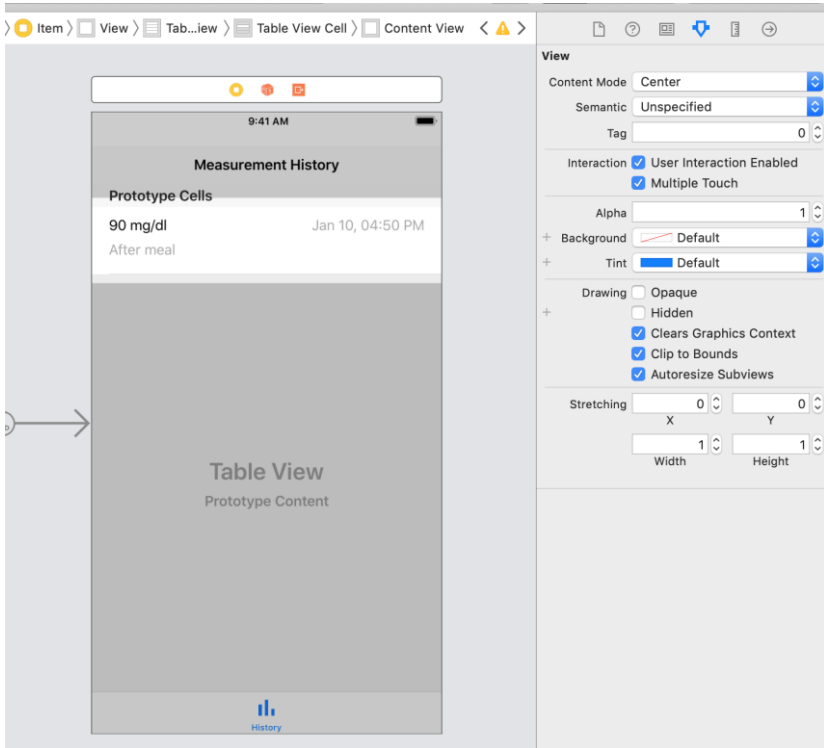 Item
View
Tab...iew
Table View Cell
Content View
9:41 AM
Measurement History
Prototype Cells
90 mg/dl
Jan 10, 04:50 PM
After meal
Table View
Prototype Content
History
View
Content Mode Center
Semantic Unspecified
Tag 0
Interaction User Interaction Enabled
Multiple Touch
Alpha 1
+ Background Default
+ Tint Default
Drawing Opaque
+ Hidden
Clears Graphics Context
Clip to Bounds
Autoresize Subviews
Stretching 0 0
X Y
1 1
Width Height